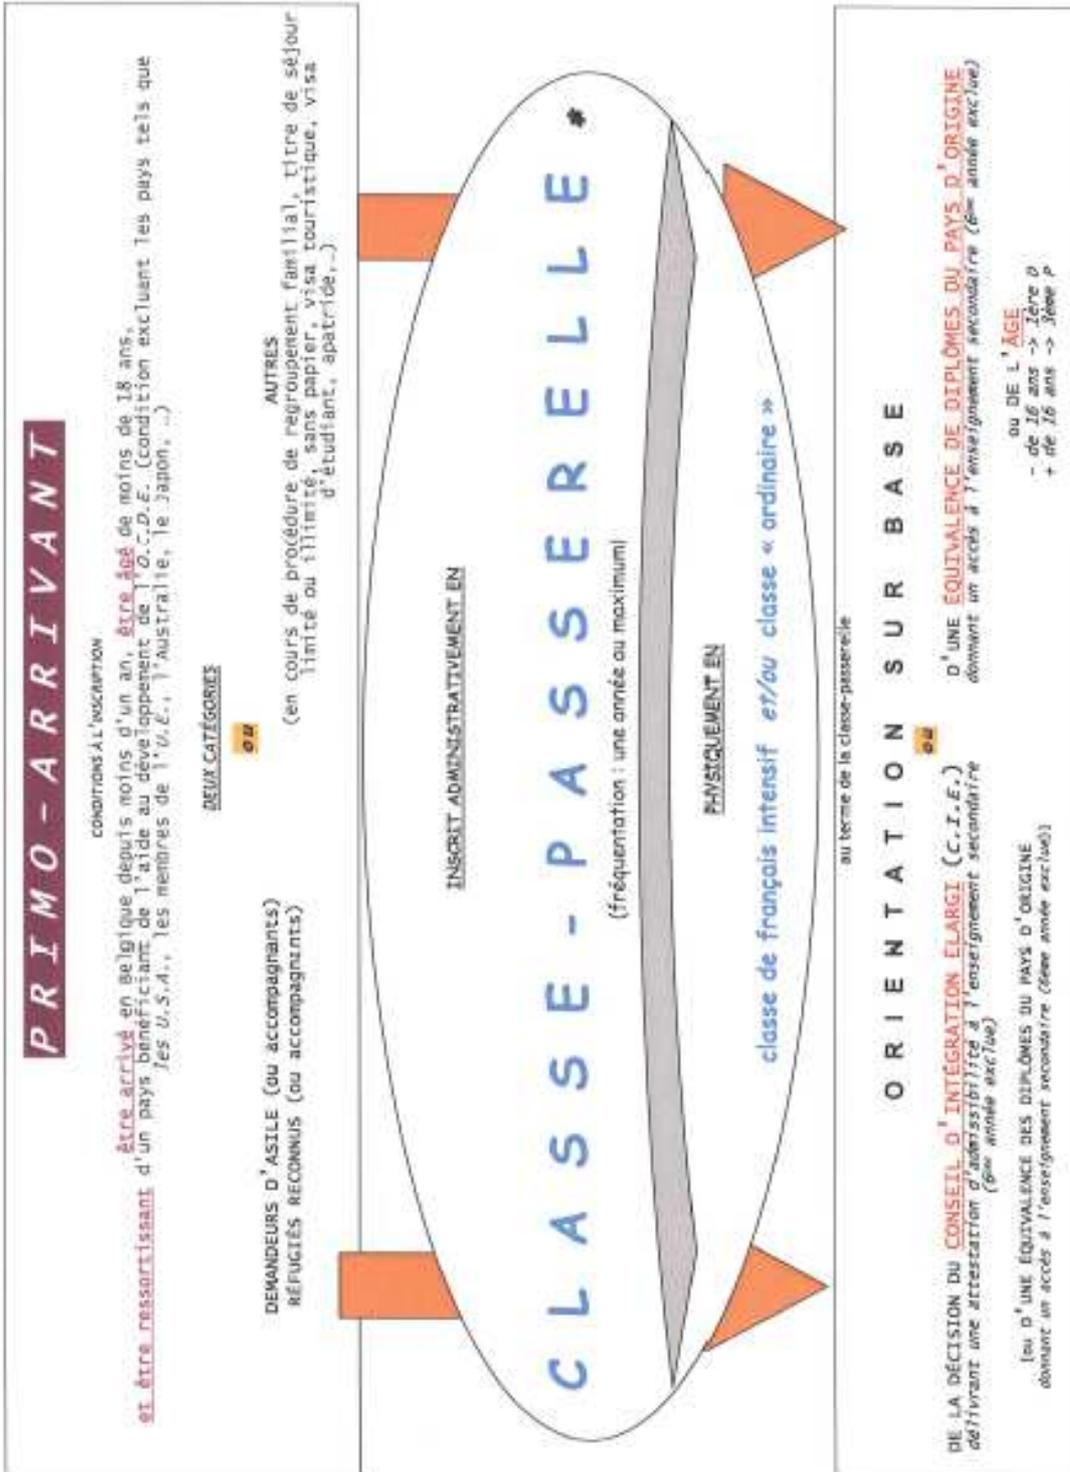 PRIMO-ARRIVANT
CONDITIONS À L'INSCRIPTION
être arrivé en Belgique depuis moins d'un an, être âgé de moins de 18 ans,
et être ressortissant d'un pays bénéficiant de l'aide au développement de l'O.C.D.E. (condition excluant les pays tels que
les U.S.A., les membres de l'U.E., l'Australie, le Japon, …)
DEUX CATÉGORIES
ou
DEMANDEURS D'ASILE (ou accompagnants)
RÉFUGIÉS RECONNUS (ou accompagnants)
AUTRES
(en cours de procédure de regroupement familial, titre de séjour
limité ou illimité, sans papier, visa touristique, visa
d'étudiant, apatride,…)
INSCRIT ADMINISTRATIVEMENT EN
CLASSE-PASSERELLE #
(fréquentation : une année au maximum)
PHYSIQUEMENT EN
classe de français intensif et/ou classe « ordinaire »
au terme de la classe-passerelle
ORIENTATION SUR BASE
ou
DE LA DÉCISION DU CONSEIL D'INTÉGRATION ÉLARGI (C.I.E.)
délivrant une attestation d'admissibilité à l'enseignement secondaire
(6ème année exclue)
[ou D'UNE ÉQUIVALENCE DES DIPLÔMES DU PAYS D'ORIGINE
donnant un accès à l'enseignement secondaire (6ème année exclue)]
D'UNE ÉQUIVALENCE DE DIPLÔMES DU PAYS D'ORIGINE
donnant un accès à l'enseignement secondaire (6ème année exclue)
ou DE L'ÂGE
- de 16 ans -> 1ère D
+ de 16 ans -> 3ème P